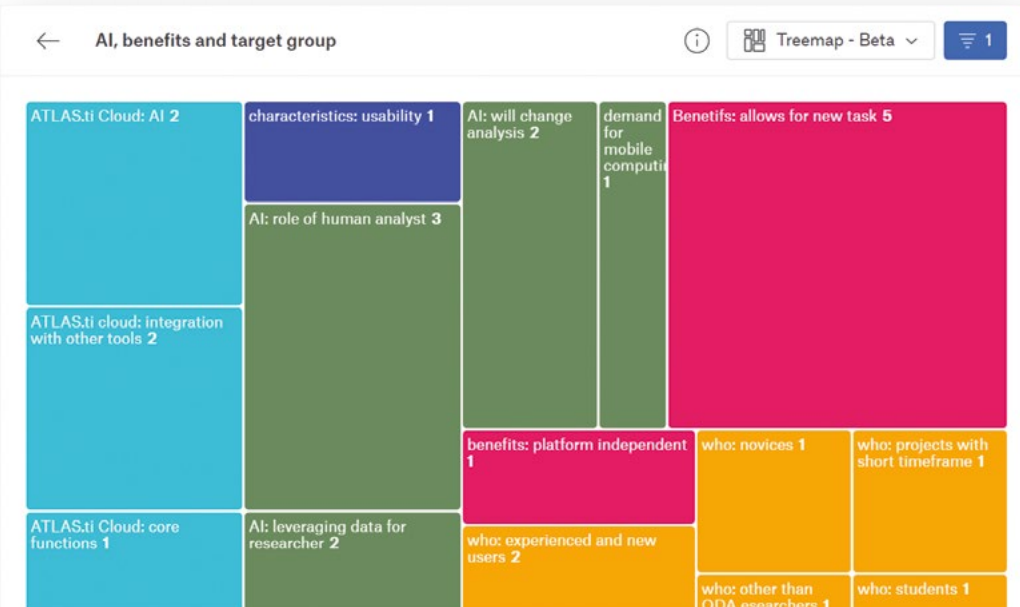 AI, benefits and target group
Treemap - Beta
1
ATLAS.ti Cloud: AI 2
characteristics: usability 1
AI: will change
analysis 2
demand
for
mobile
computi
1
Benetifs: allows for new task 5
AI: role of human analyst 3
ATLAS.ti cloud: integration
with other tools 2
benefits: platform independent
1
who: novices 1
who: projects with
short timeframe 1
ATLAS.ti Cloud: core
functions 1
AI: leveraging data for
researcher 2
who: experienced and new
users 2
who: other than
QDA esearchers 1
who: students 1